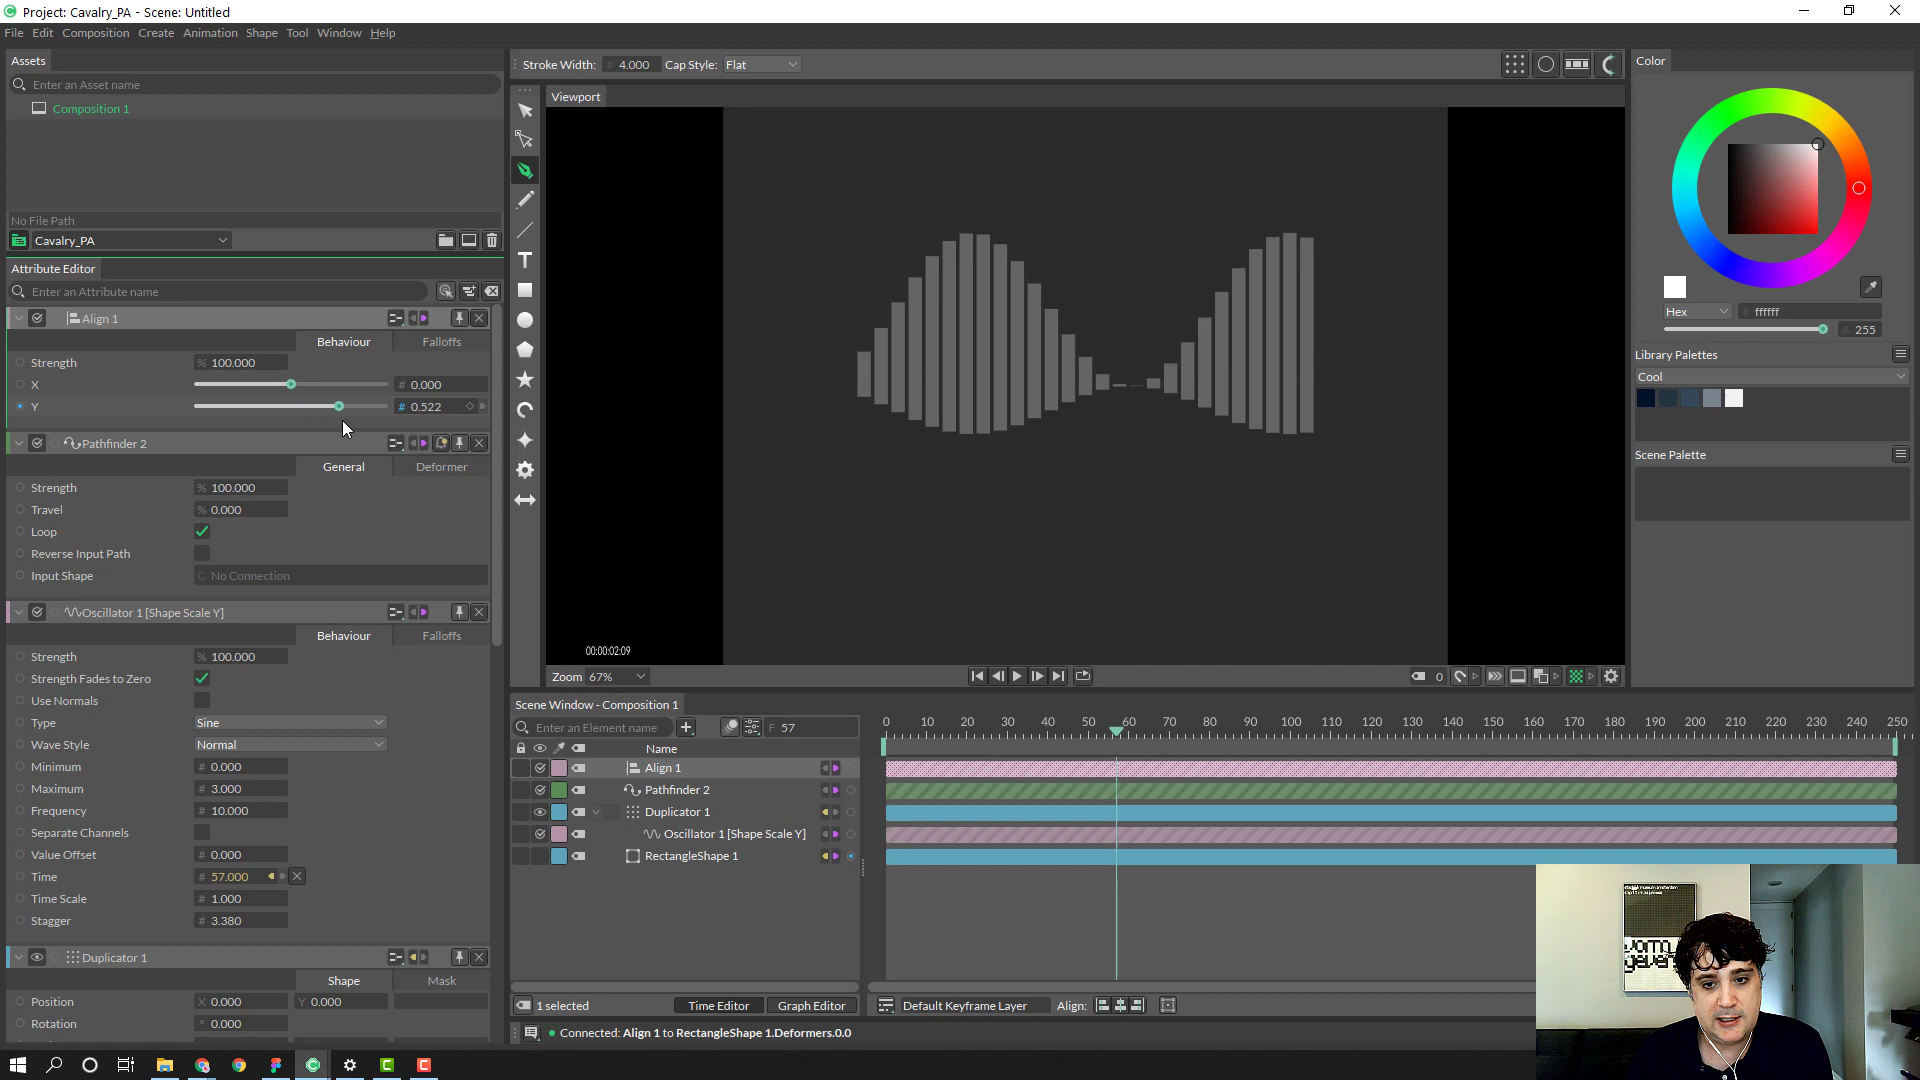 Project: Cavalry_PA - Scene: Untitled
File Edit Composition Create Animation Shape Tool Window Help
Assets
Enter an Asset name
Composition 1
No File Path
Cavalry_PA
Attribute Editor
Enter an Attribute name
Align 1
Behaviour Falloffs
Strength % 100.000
X # 0.000
Y # 0.522
Pathfinder 2
General Deformer
Strength % 100.000
Travel % 0.000
Loop
Reverse Input Path
Input Shape No Connection
Oscillator 1 [Shape Scale Y]
Behaviour Falloffs
Strength % 100.000
Strength Fades to Zero
Use Normals
Type Sine
Wave Style Normal
Minimum # 0.000
Maximum # 3.000
Frequency # 10.000
Separate Channels
Value Offset # 0.000
Time # 57.000
Time Scale # 1.000
Stagger # 3.380
Duplicator 1
Shape Mask
Position X 0.000 Y 0.000
Rotation ° 0.000
Stroke Width: # 4.000 Cap Style: Flat
Viewport
00:00:02:09
Zoom 67% 0
Scene Window - Composition 1
Enter an Element name F 57
0 10 20 30 40 50 60 70 80 90 100 110 120 130 140 150 160 170 180 190 200 210 220 230 240 250
Name
Align 1
Pathfinder 2
Duplicator 1
Oscillator 1 [Shape Scale Y]
RectangleShape 1
1 selected Time Editor Graph Editor Default Keyframe Layer Align:
Connected: Align 1 to RectangleShape 1.Deformers.0.0
Color
Hex # ffffff
A 255
Library Palettes
Cool
Scene Palette